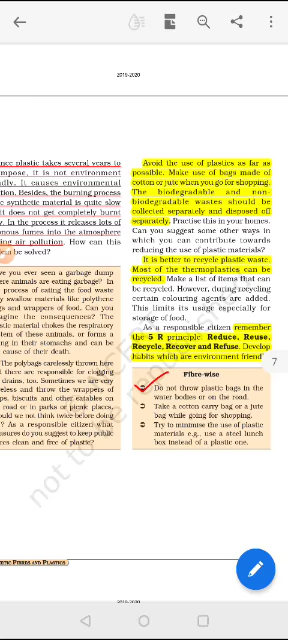 2019-2020
nce plastic takes several years to
mpose, it is not environment
ndly. It causes environmental
tion. Besides, the burning process
e synthetic material is quite slow
It does not get completely burnt
y. In the process it releases lots of
onous fumes into the atmosphere
ing air pollution. How can this
be solved?
ve you ever seen a garbage dump
ere animals are eating garbage? In
process of eating the food waste
y swallow materials like polythene
gs and wrappers of food. Can you
agine the consequences? The
stic material chokes the respiratory
tem of these animals, or forms a
ing in their stomachs and can be
cause of their death.
The polybags carelessly thrown here
there are responsible for clogging
drains, too. Sometimes we are very
eless and throw the wrappers of
ps, biscuits and other eatables on
road or in parks or picnic places.
ould we not think twice before doing
? As a responsible citizen what
asures do you suggest to keep public
ces clean and free of plastic?
Avoid the use of plastics as far as
possible. Make use of bags made of
cotton or jute when you go for shopping.
The biodegradable and non-
biodegradable wastes should be
collected separately and disposed off
separately. Practise this in your homes.
Can you suggest some other ways in
which you can contribute towards
reducing the use of plastic materials?
It is better to recycle plastic waste.
Most of the thermoplastics can be
recycled. Make a list of items that can
be recycled. However, during recycling
certain colouring agents are added.
This limits its usage especially for
storage of food.
As a responsible citizen remember
the 5 R principle: Reduce, Reuse,
Recycle, Recover and Refuse. Develop
habits which are environment friend
7
Fibre-wise
Do not throw plastic bags in the
water bodies or on the road.
Take a cotton carry bag or a jute
bag while going for shopping.
Try to minimise the use of plastic
materials e.g., use a steel lunch
box instead of a plastic one.
ETIC FIBRES AND PLASTICS
2019-2020